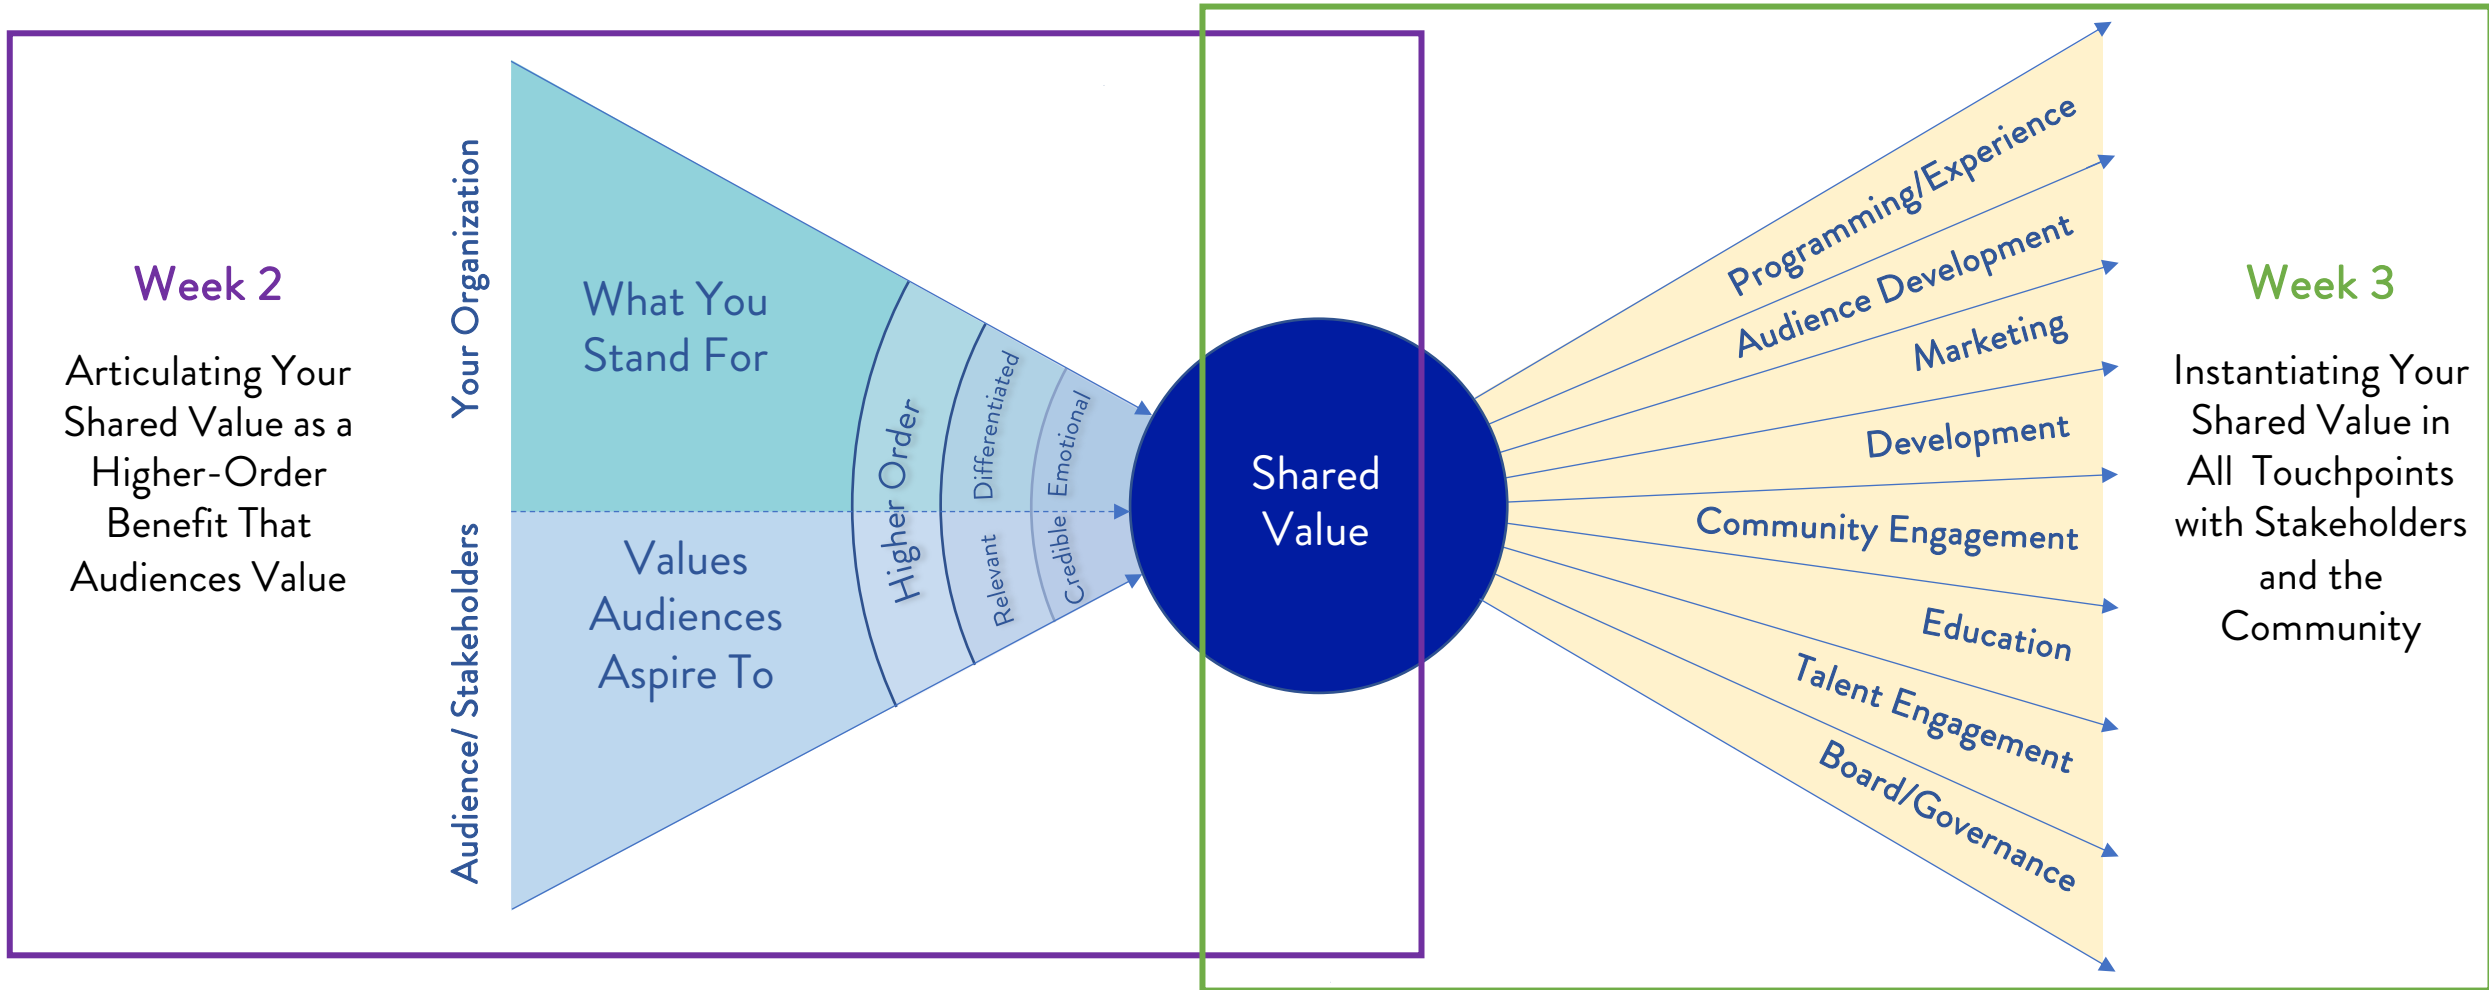 Week 2
Articulating Your
Shared Value as a
Higher-Order
Benefit That
Audiences Value
Your Organization
Audience/ Stakeholders
What You
Stand For
Values
Audiences
Aspire To
Higher Order
Differentiated
Relevant
Emotional
Credible
Shared
Value
Programming/Experience
Audience Development
Marketing
Development
Community Engagement
Education
Talent Engagement
Board/Governance
Week 3
Instantiating Your
Shared Value in
All Touchpoints
with Stakeholders
and the
Community